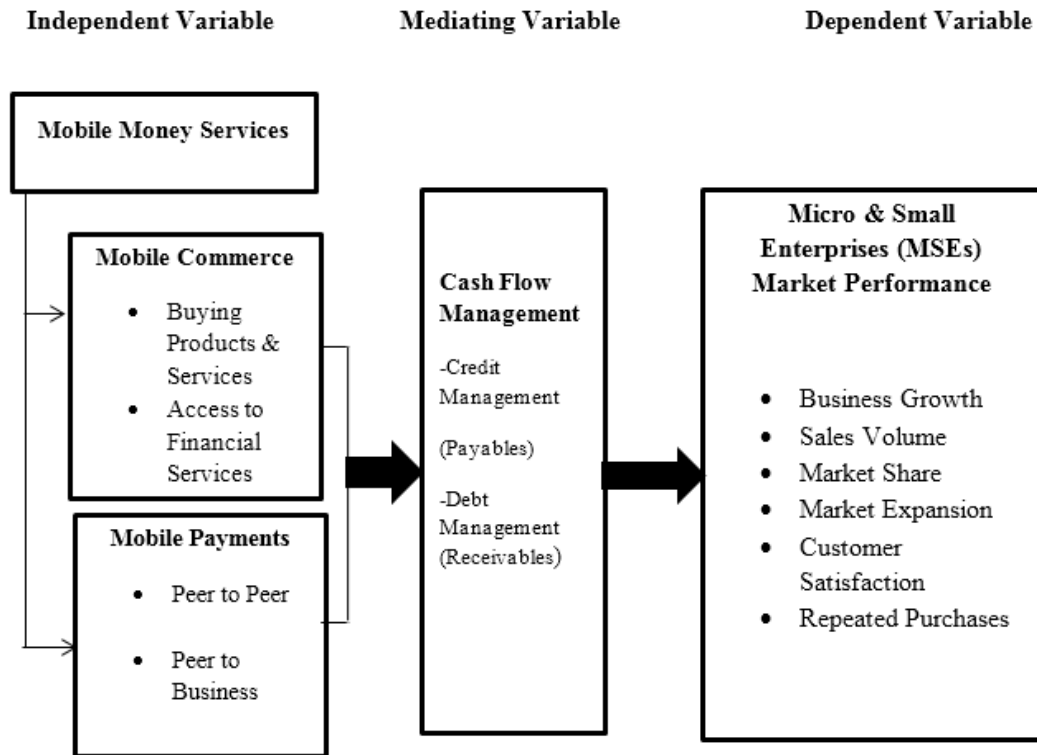 Independent Variable
Mediating Variable
Dependent Variable
Mobile Money Services
Mobile Commerce
• Buying
Products &
Services
• Access to
Financial
Services
Mobile Payments
• Peer to Peer
• Peer to
Business
Cash Flow
Management
-Credit
Management
(Payables)
-Debt
Management
(Receivables)
Micro & Small
Enterprises (MSEs)
Market Performance
• Business Growth
• Sales Volume
• Market Share
• Market Expansion
• Customer
Satisfaction
• Repeated Purchases